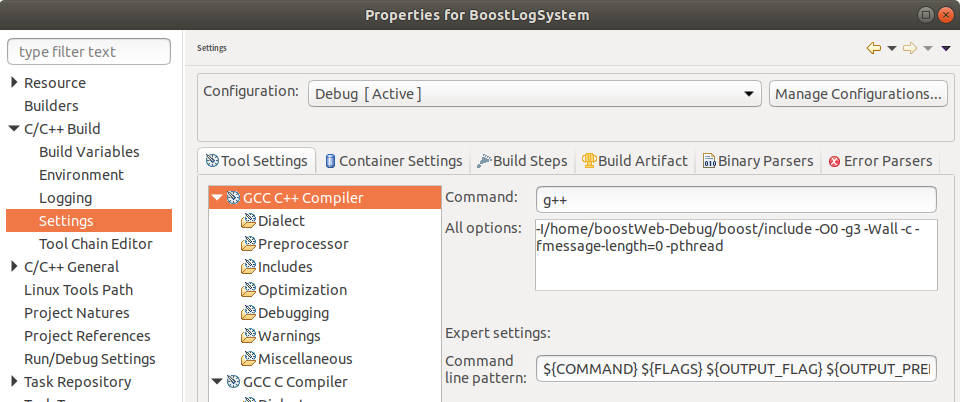 Properties for BoostLogSystem
type filter text
Resource
Builders
C/C++ Build
Build Variables
Environment
Logging
Settings
Tool Chain Editor
C/C++ General
Linux Tools Path
Project Natures
Project References
Run/Debug Settings
Task Repository
Settings
Configuration:
Debug [ Active ]
Manage Configurations...
Tool Settings
Container Settings
Build Steps
Build Artifact
Binary Parsers
Error Parsers
GCC C++ Compiler
Dialect
Preprocessor
Includes
Optimization
Debugging
Warnings
Miscellaneous
GCC C Compiler
Command:
g++
All options:
-I/home/boostWeb-Debug/boost/include -O0 -g3 -Wall -c -
fmessage-length=0 -pthread
Expert settings:
Command
line pattern:
${COMMAND} ${FLAGS} ${OUTPUT_FLAG} ${OUTPUT_PREI